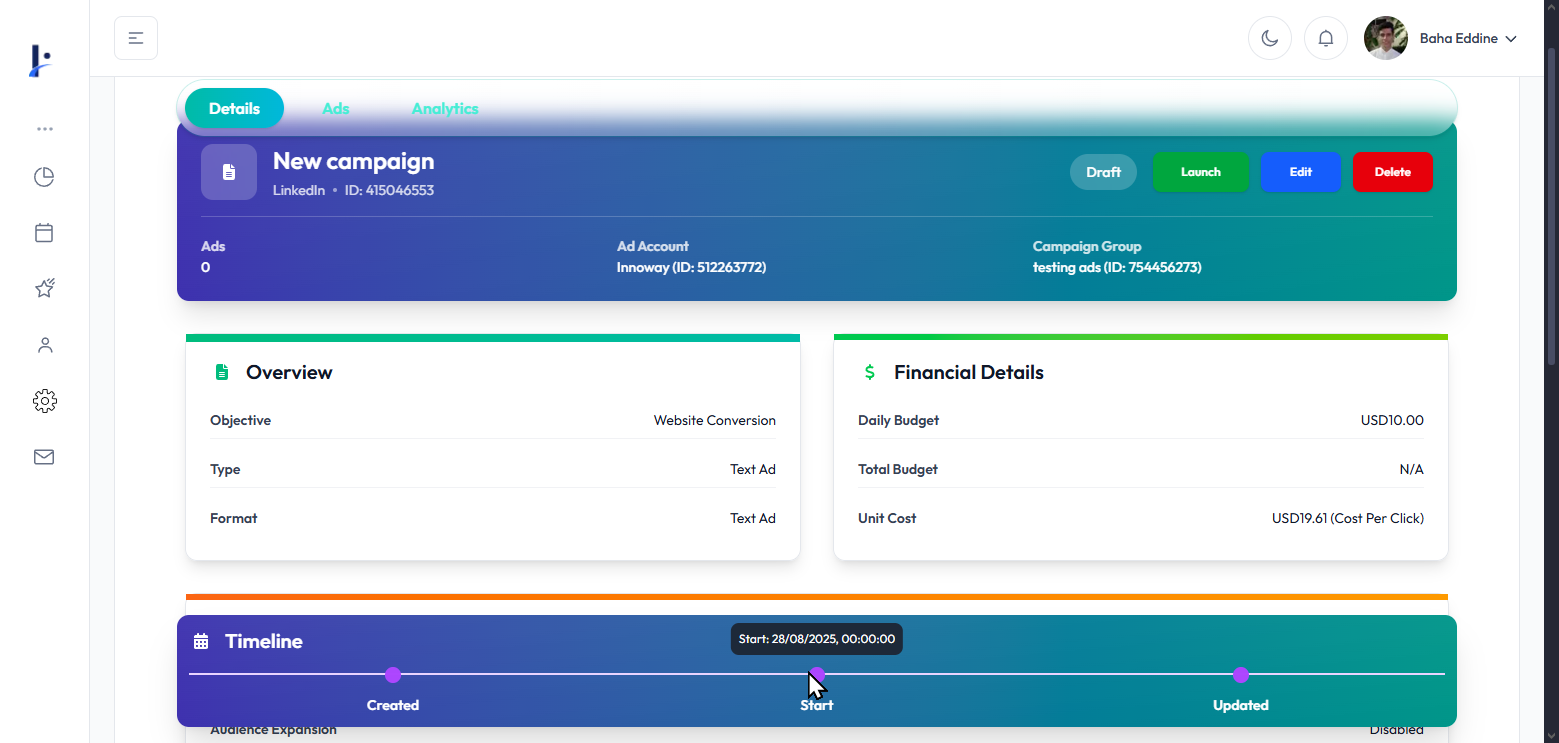 Baha Eddine
Details
Ads
Analytics
New campaign
LinkedIn • ID: 415046553
Draft
Launch
Edit
Delete
Ads
0
Ad Account
Innoway (ID: 512263772)
Campaign Group
testing ads (ID: 754456273)
Overview
Objective
Website Conversion
Type
Text Ad
Format
Text Ad
Financial Details
Daily Budget
USD10.00
Total Budget
N/A
Unit Cost
USD19.61 (Cost Per Click)
Timeline
Start: 28/08/2025, 00:00:00
Created
Start
Updated
Audience Expansion
Disabled